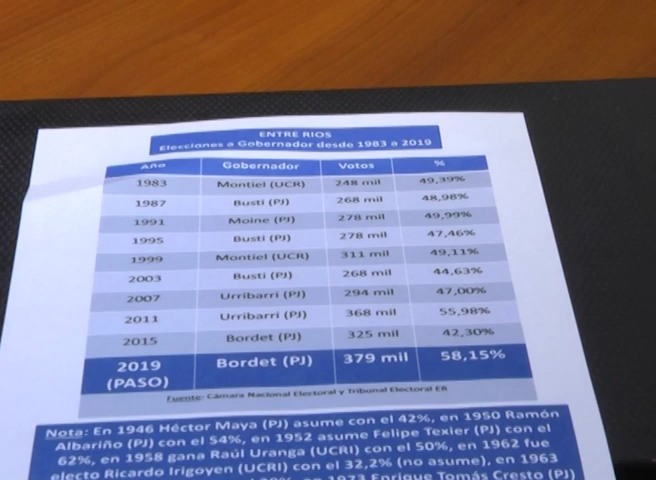 ENTRE RIOS
Elecciones a Gobernador desde 1983 a 2019
Año Gobernador Votos %
1983 Montiel (UCR) 248 mil 49,39%
1987 Busti (PJ) 268 mil 48,98%
1991 Moine (PJ) 278 mil 49,99%
1995 Busti (PJ) 278 mil 47,46%
1999 Montiel (UCR) 311 mil 49,11%
2003 Busti (PJ) 268 mil 44,63%
2007 Urribarri (PJ) 294 mil 47,00%
2011 Urribarri (PJ) 368 mil 55,98%
2015 Bordet (PJ) 325 mil 42,30%
2019 (PASO) Bordet (PJ) 379 mil 58,15%
Fuente: Cámara Nacional Electoral y Tribunal Electoral ER
Nota: En 1946 Héctor Maya (PJ) asume con el 42%, en 1950 Ramón
Albariño (PJ) con el 54%, en 1952 asume Felipe Texier (PJ) con el
62%, en 1958 gana Raúl Uranga (UCRI) con el 50%, en 1962 fue
electo Ricardo Irigoyen (UCRI) con el 32,2% (no asume), en 1963
en 1973 Enrique Tomás Cresto (PJ)